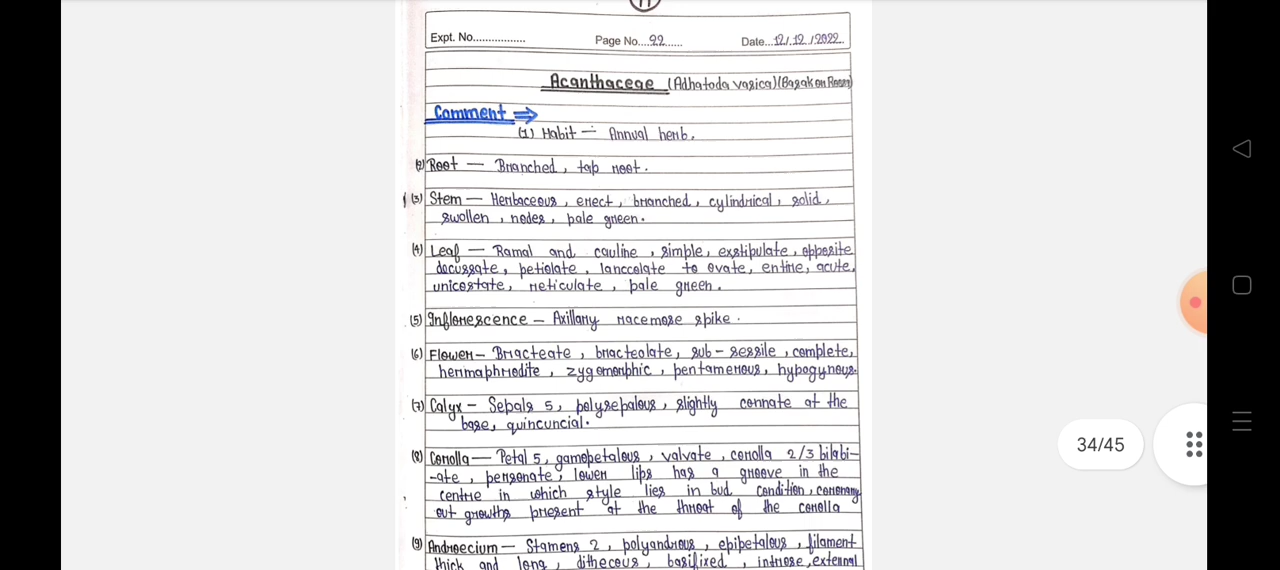 11
Expt. No.................
Page No....22......
Date...12/.12./2022..
Acanthaceae (Adhatoda vasica) (Basak on Rosan)
Comment ⇒
(1) Habit — Annual herb.
(2) Root — Branched, tap root.
(3) Stem — Herbaceous, erect, branched, cylindrical, solid,
swollen, nodes, pale green.
(4) Leaf — Ramal and cauline, simple, exstipulate, opposite
decussate, petiolate, lanceolate to ovate, entire, acute,
unicostate, reticulate, pale green.
(5) Inflorescence — Axillary racemose spike.
(6) Flower — Bracteate, bracteolate, sub-sessile, complete,
hermaphrodite, zygomorphic, pentamerous, hypogynous.
(7) Calyx — Sepals 5, polysepalous, slightly connate at the
base, quincuncial.
(8) Corolla — Petal 5, gamopetalous, valvate, corolla 2/3 bilabi-
-ate, personate, lower lips has a groove in the
centre in which style lies in bud condition, coronary
out growths present at the throat of the corolla
(9) Androecium — Stamens 2, polyandrous, epipetalous, filament
thick and long, dithecous, basifixed, introse, external
34/45